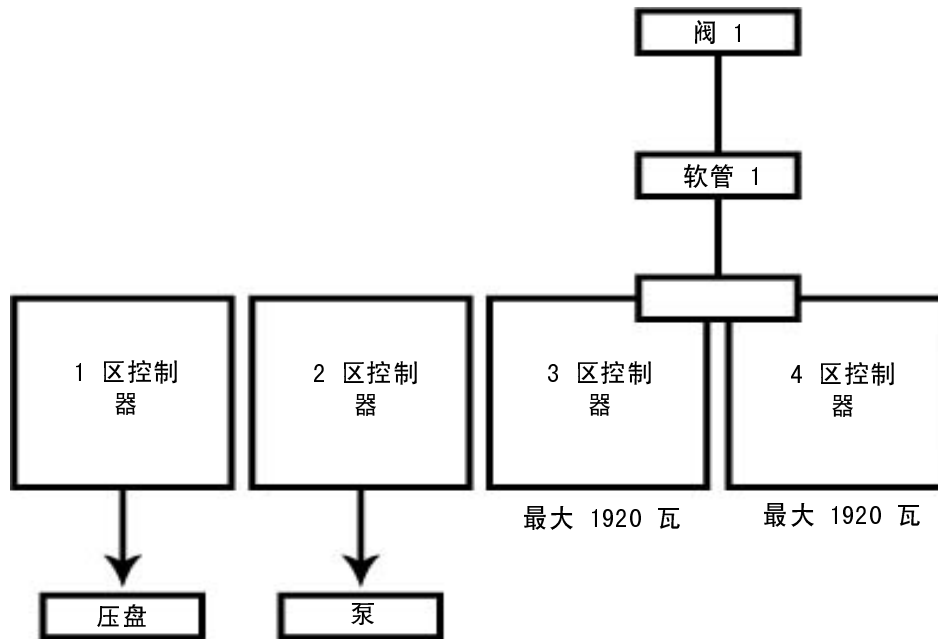 阀 1
软管 1
1 区控制
器
2 区控制
器
3 区控制
器
4 区控制
器
最大 1920 瓦
最大 1920 瓦
压盘
泵